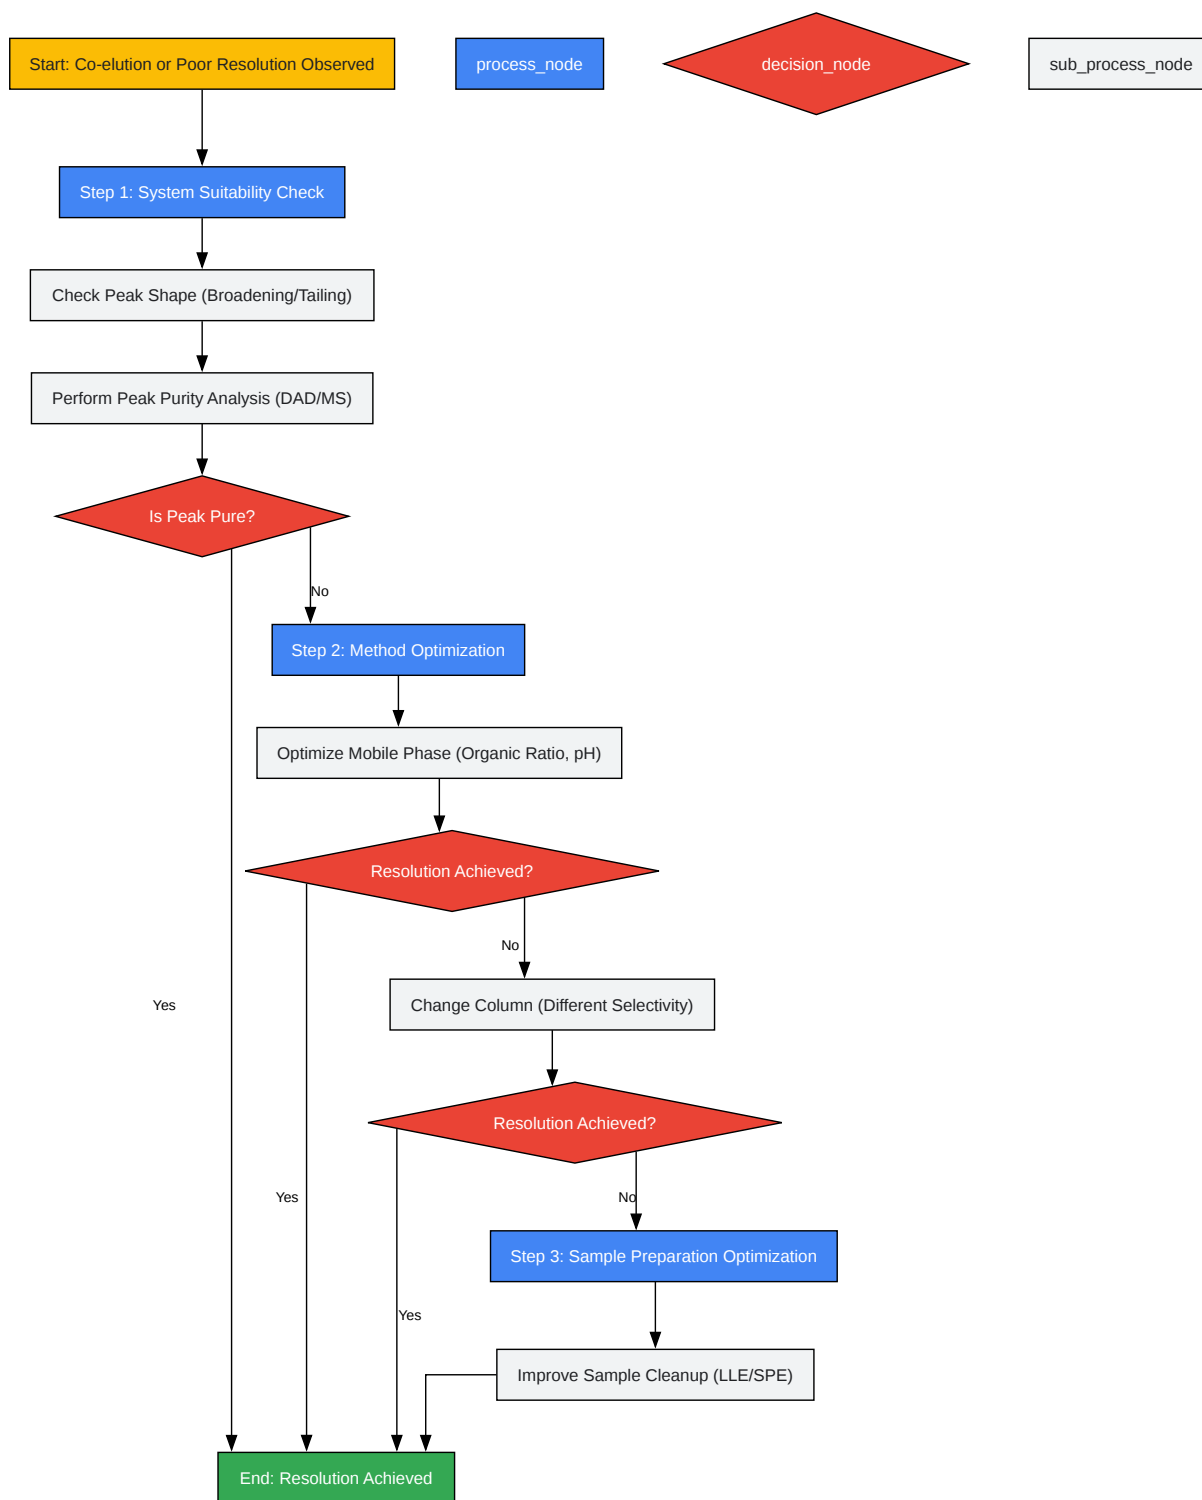 Start: Co-elution or Poor Resolution Observed
process_node
decision_node
sub_process_node
Step 1: System Suitability Check
Check Peak Shape (Broadening/Tailing)
Perform Peak Purity Analysis (DAD/MS)
Is Peak Pure?
No
Step 2: Method Optimization
Optimize Mobile Phase (Organic Ratio, pH)
Resolution Achieved?
No
Yes
Change Column (Different Selectivity)
Resolution Achieved?
Yes
No
Step 3: Sample Preparation Optimization
Yes
Improve Sample Cleanup (LLE/SPE)
End: Resolution Achieved